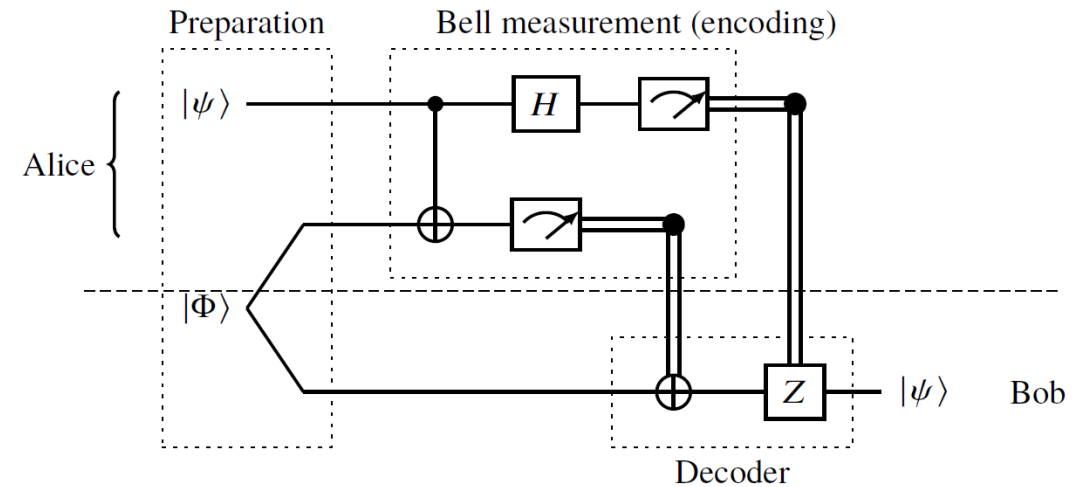 Preparation
Bell measurement (encoding)
|ψ⟩
H
Alice
|Φ⟩
Z
|ψ⟩
Bob
Decoder